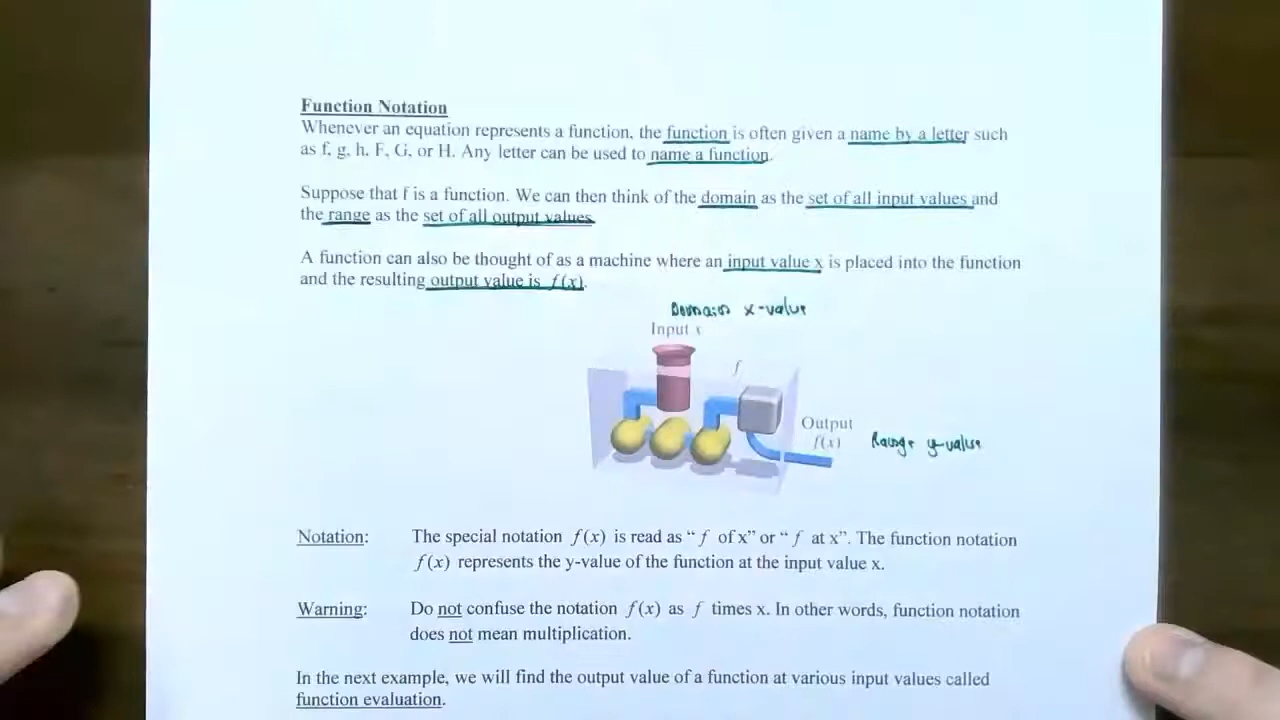 Function Notation
Whenever an equation represents a function, the function is often given a name by a letter such
as f, g, h, F, G, or H. Any letter can be used to name a function.
Suppose that f is a function. We can then think of the domain as the set of all input values and
the range as the set of all output values.
A function can also be thought of as a machine where an input value x is placed into the function
and the resulting output value is f(x).
Domain x-value
Input x
f
Output
f(x)
Range y-value
Notation: The special notation f(x) is read as “ f of x” or “ f at x”. The function notation
f(x) represents the y-value of the function at the input value x.
Warning: Do not confuse the notation f(x) as f times x. In other words, function notation
does not mean multiplication.
In the next example, we will find the output value of a function at various input values called
function evaluation.